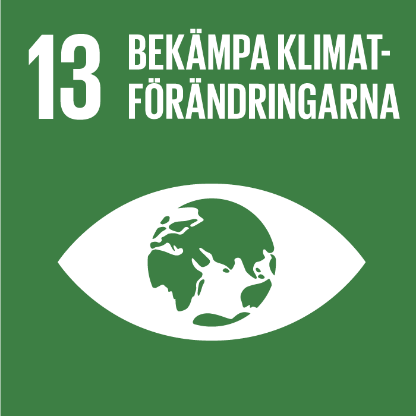 13 BEKÄMPA KLIMAT-
FÖRÄNDRINGARNA